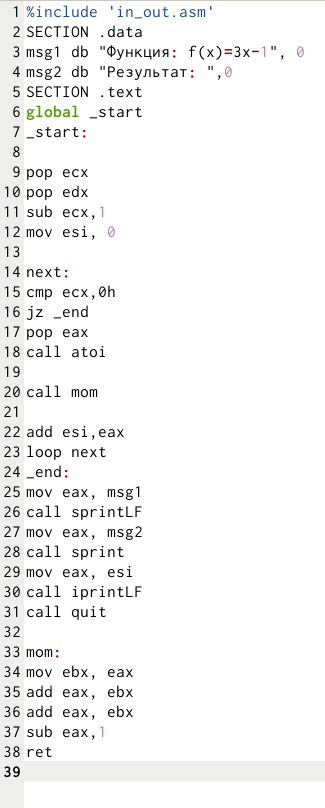 1 %include 'in_out.asm'
2 SECTION .data
3 msg1 db "Функция: f(x)=3x-1", 0
4 msg2 db "Результат: ",0
5 SECTION .text
6 global _start
7 _start:
8
9 pop ecx
10 pop edx
11 sub ecx,1
12 mov esi, 0
13
14 next:
15 cmp ecx,0h
16 jz _end
17 pop eax
18 call atoi
19
20 call mom
21
22 add esi,eax
23 loop next
24 _end:
25 mov eax, msg1
26 call sprintLF
27 mov eax, msg2
28 call sprint
29 mov eax, esi
30 call iprintLF
31 call quit
32
33 mom:
34 mov ebx, eax
35 add eax, ebx
36 add eax, ebx
37 sub eax,1
38 ret
39